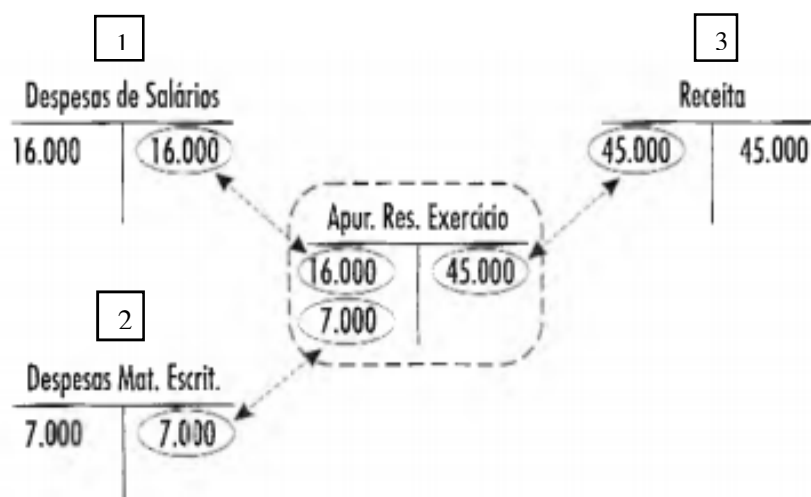 1
3
Despesas de Salários
Receita
16.000 16.000
45.000 45.000
Apur. Res. Exercício
16.000 45.000
7.000
2
Despesas Mat. Escrit.
7.000 7.000